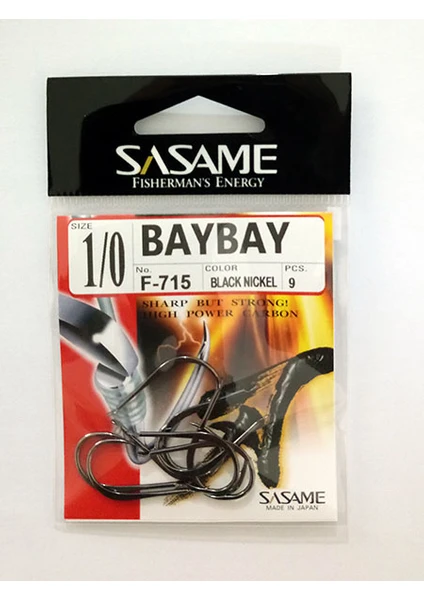 SASAME
FISHERMAN'S ENERGY
SIZE
1/0
BAYBAY
No. COLOR PCS.
F-715 BLACK NICKEL 9
SHARP BUT STRONG!
HIGH POWER CARBON
SASAME
MADE IN JAPAN